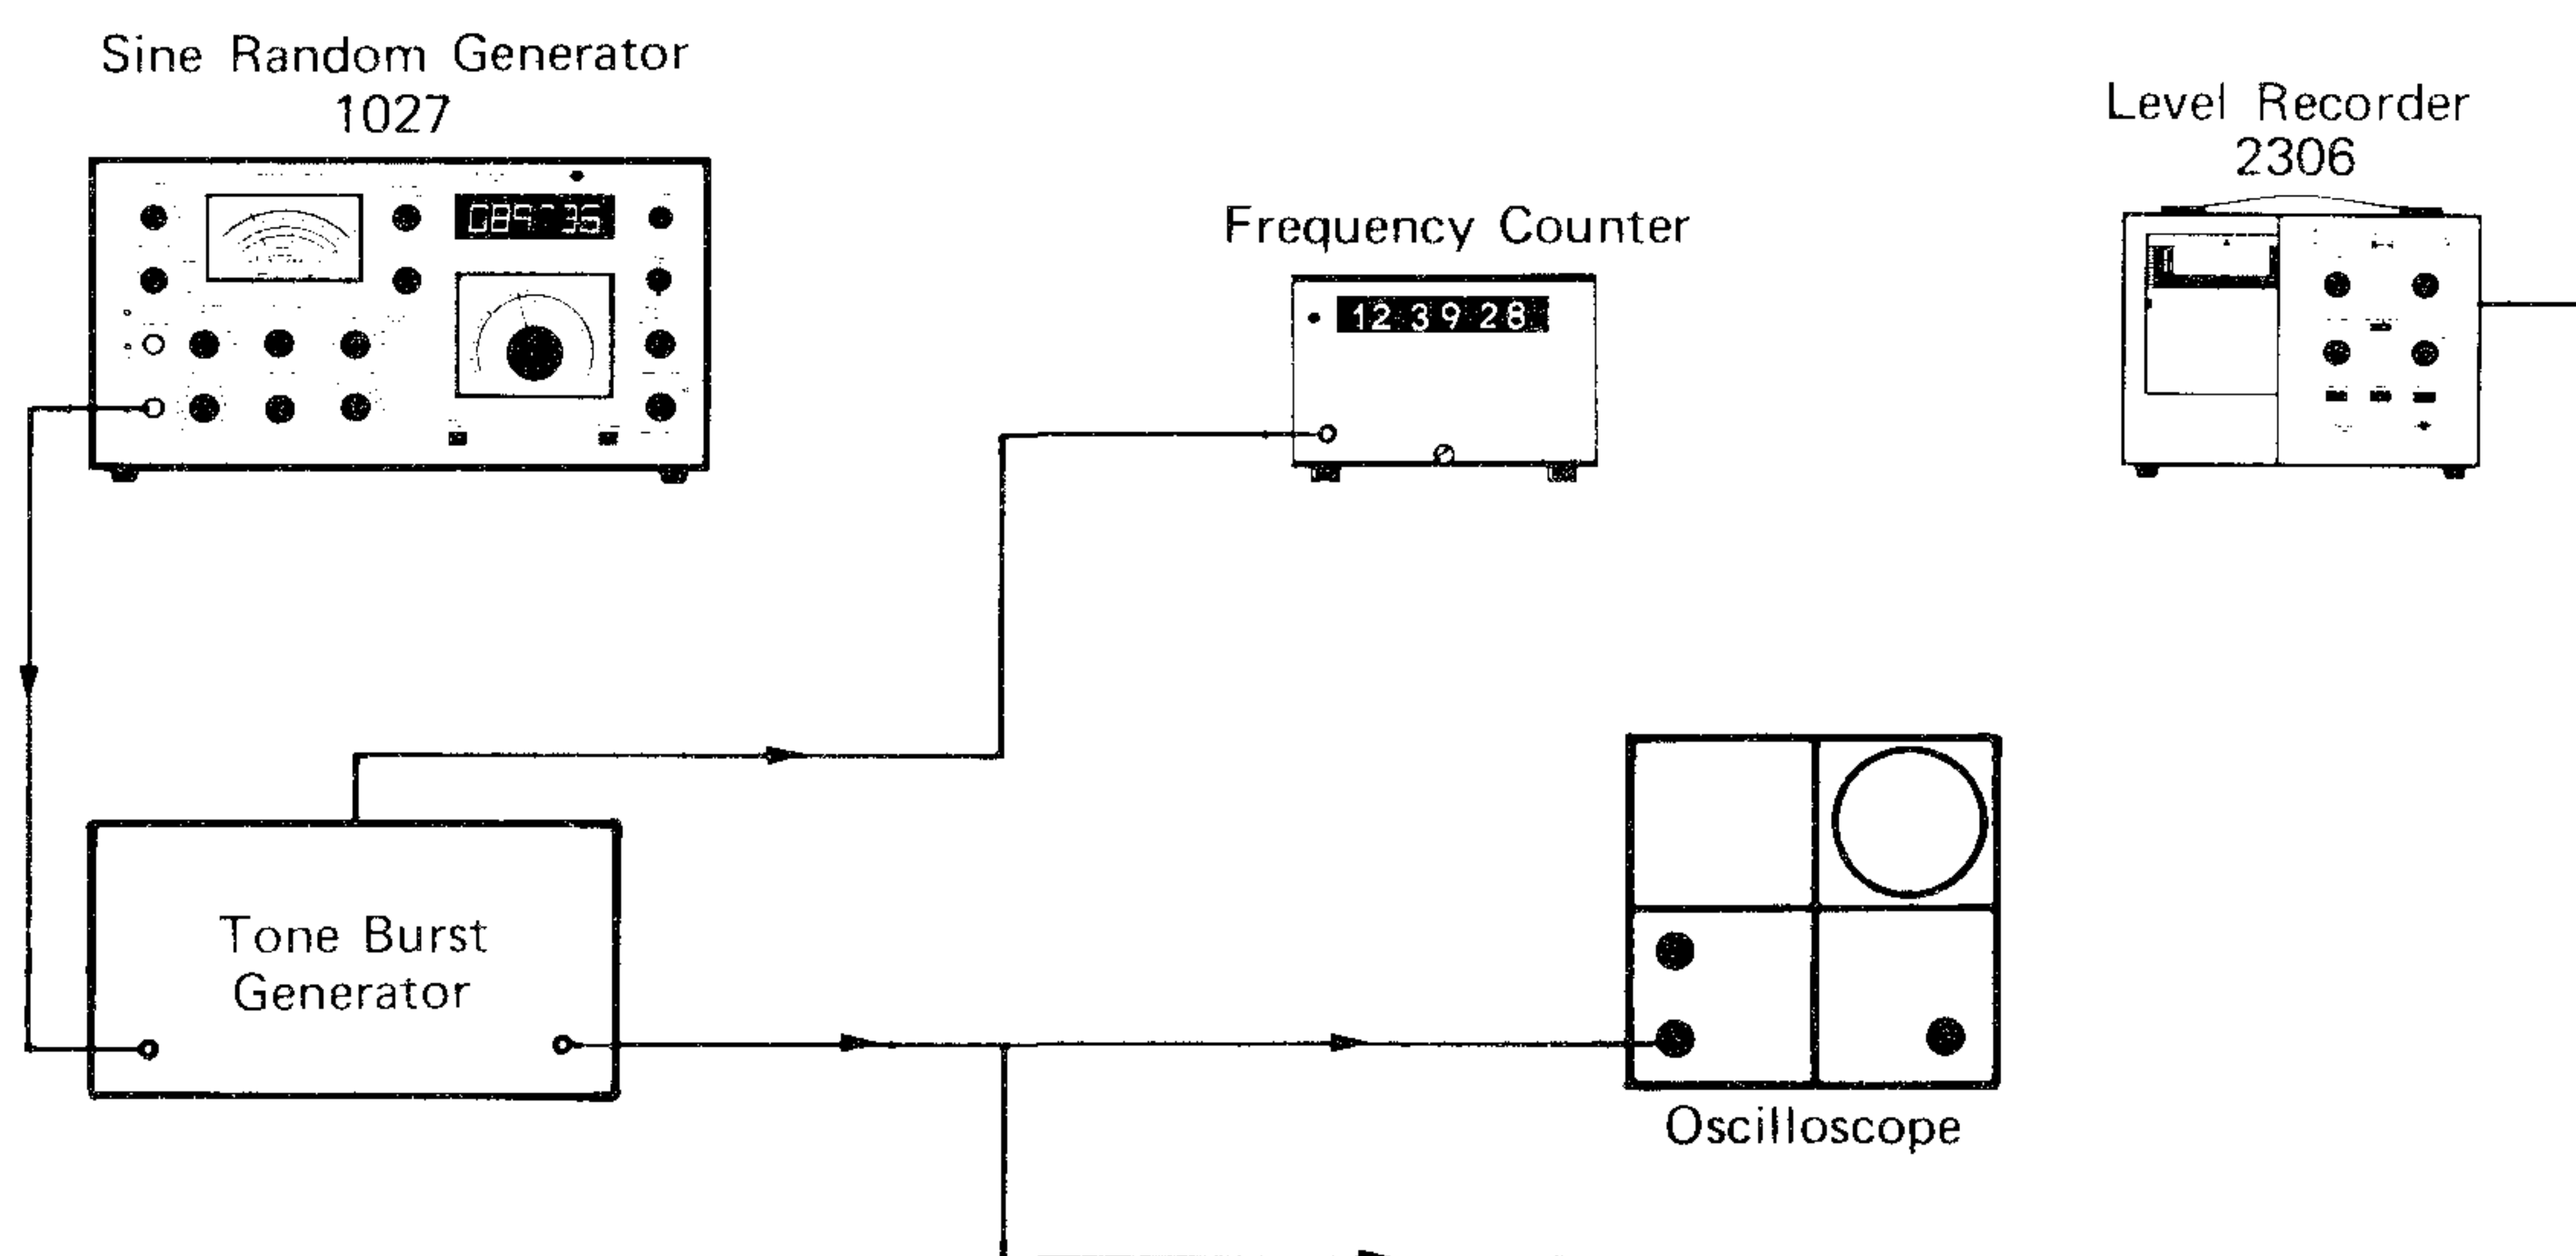 Sine Random Generator
1027
Level Recorder
2306
Frequency Counter
12 39 28
Tone Burst
Generator
Oscilloscope